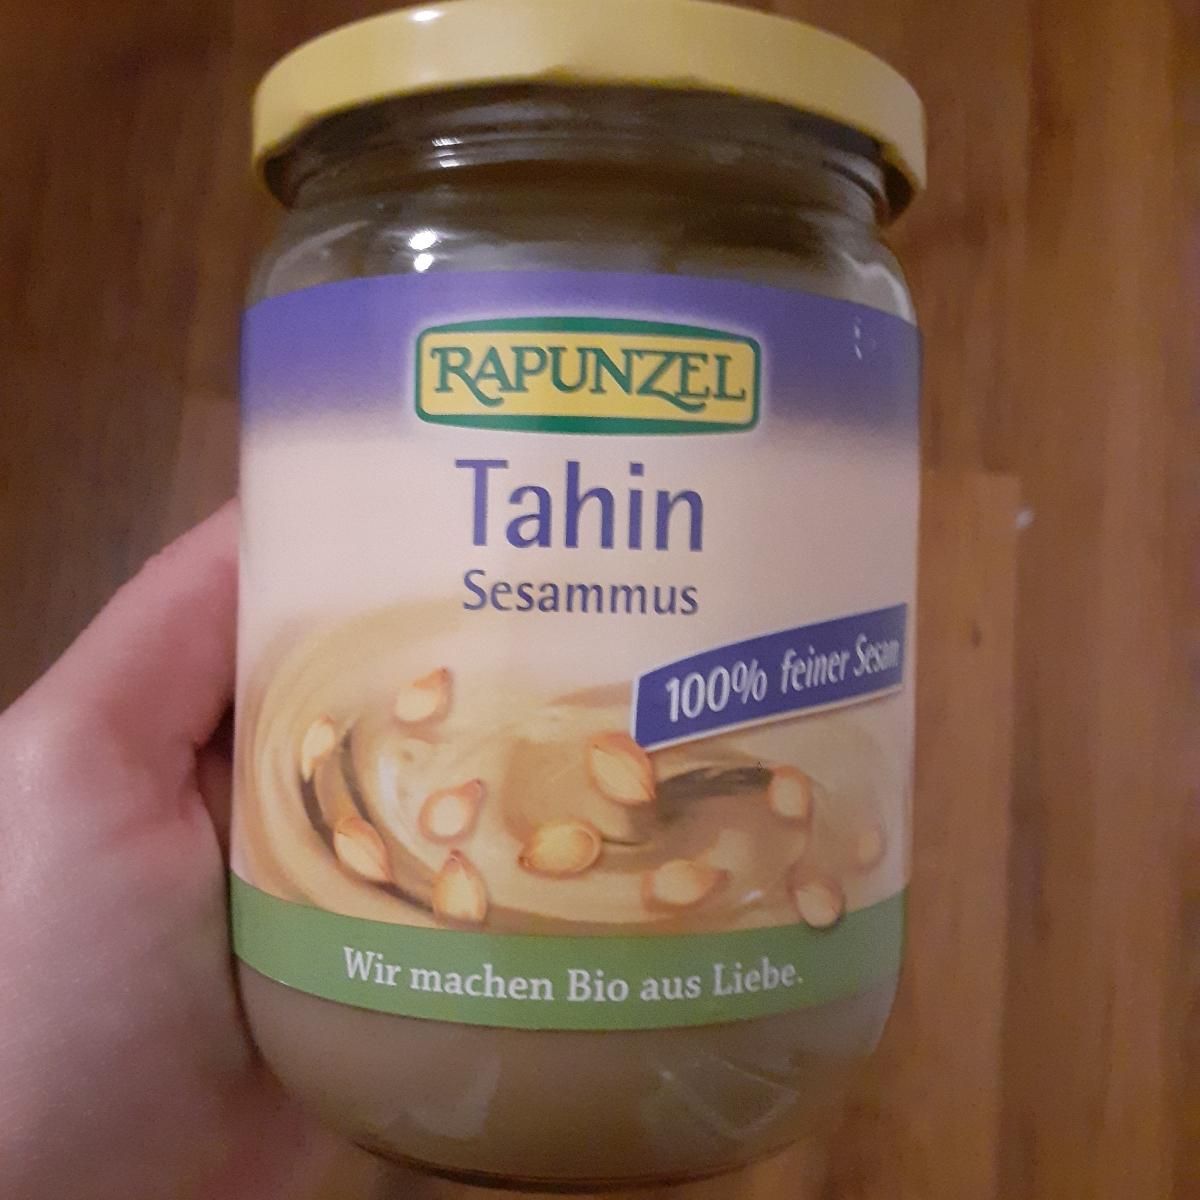 RAPUNZEL
Tahin
Sesammus
100% feiner Sesam
Wir machen Bio aus Liebe.